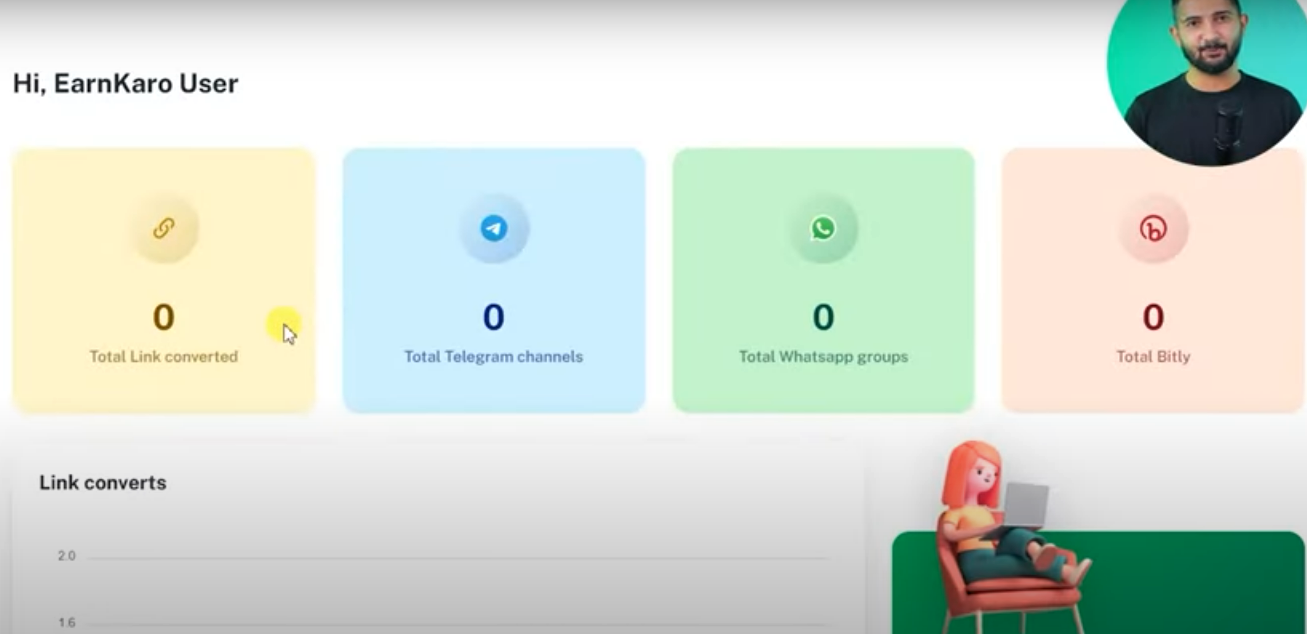 Hi, EarnKaro User
0
Total Link converted
0
Total Telegram channels
0
Total Whatsapp groups
0
Total Bitly
Link converts
2.0
1.6